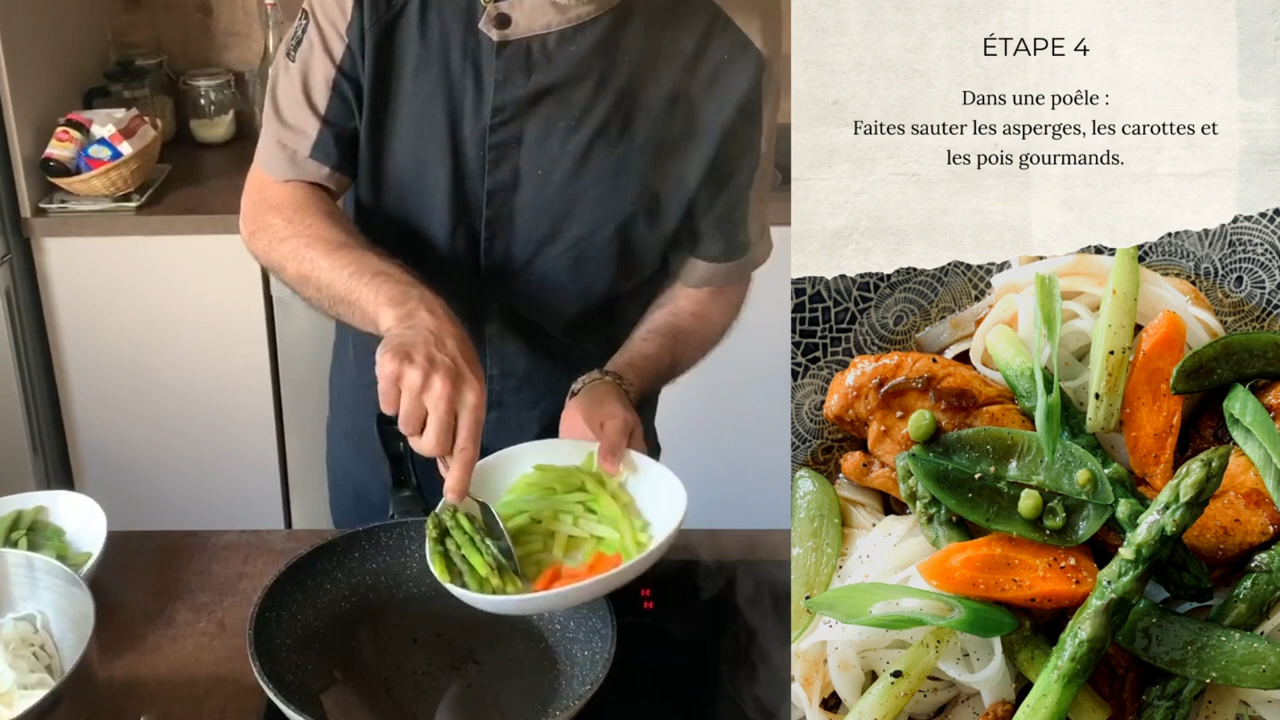 ÉTAPE 4
Dans une poêle :
Faites sauter les asperges, les carottes et
les pois gourmands.